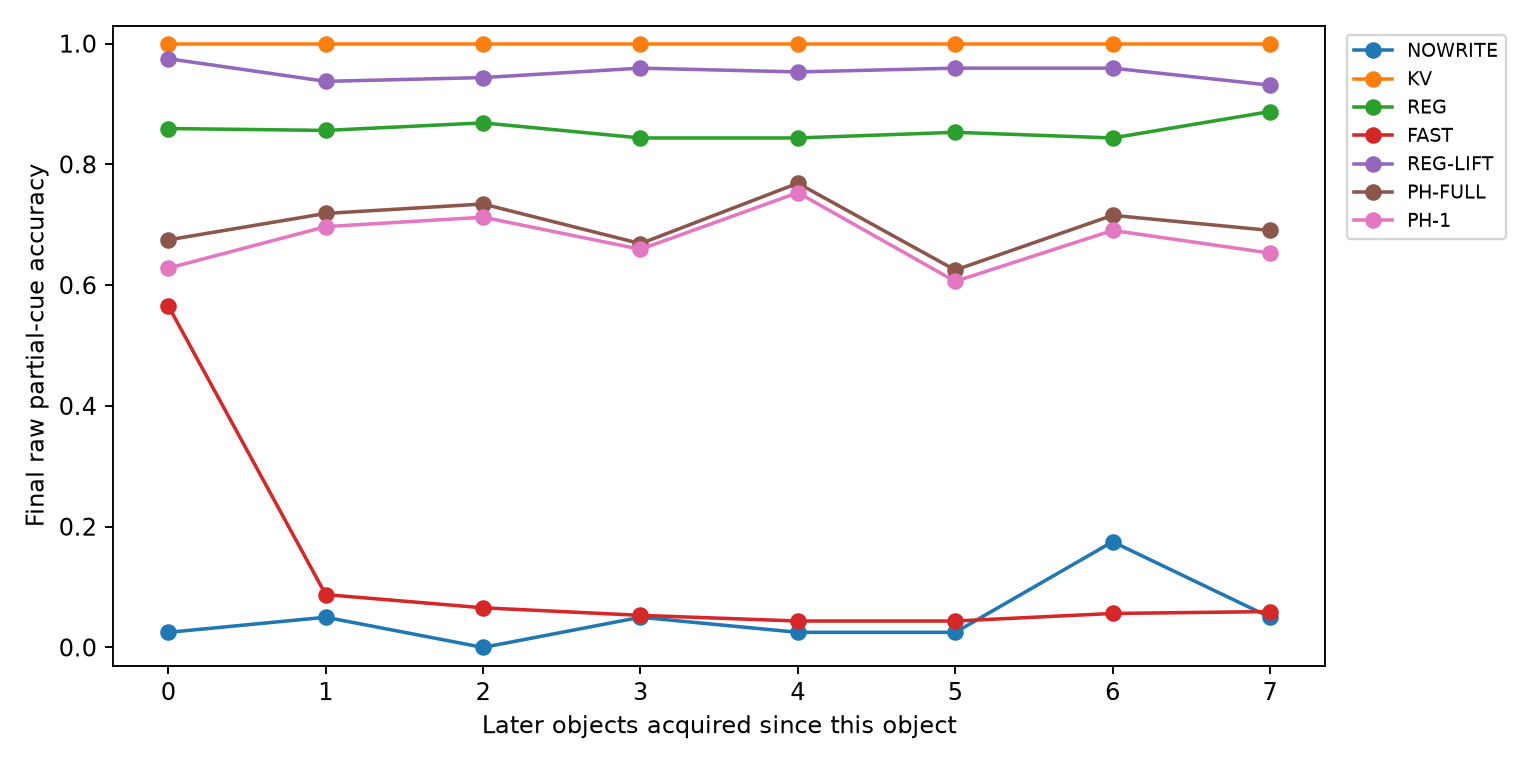 1.0
0.8
0.6
0.4
0.2
0.0
Final raw partial-cue accuracy
0 1 2 3 4 5 6 7
Later objects acquired since this object
NOWRITE
KV
REG
FAST
REG-LIFT
PH-FULL
PH-1